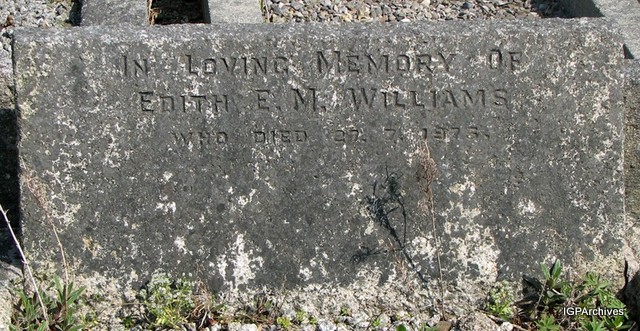 In Loving Memory Of
Edith E. M. Williams
who died 27. 7. 1973.
IGPArchives